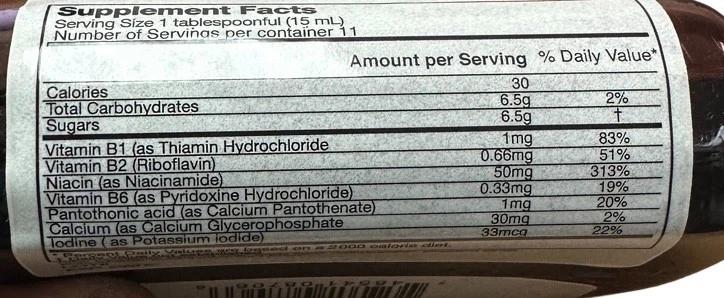 Supplement Facts
Serving Size 1 tablespoonful (15 mL)
Number of Servings per container 11
Amount per Serving % Daily Value*
Calories 30
Total Carbohydrates 6.5g 2%
Sugars 6.5g †
Vitamin B1 (as Thiamin Hydrochloride 1mg 83%
Vitamin B2 (Riboflavin) 0.66mg 51%
Niacin (as Niacinamide) 50mg 313%
Vitamin B6 (as Pyridoxine Hydrochloride) 0.33mg 19%
Pantothonic acid (as Calcium Pantothenate) 1mg 20%
Calcium (as Calcium Glycerophosphate 30mg 2%
Iodine ( as Potassium Iodide) 33mcg 22%
* Percent Daily Values are based on a 2000 calorie diet.